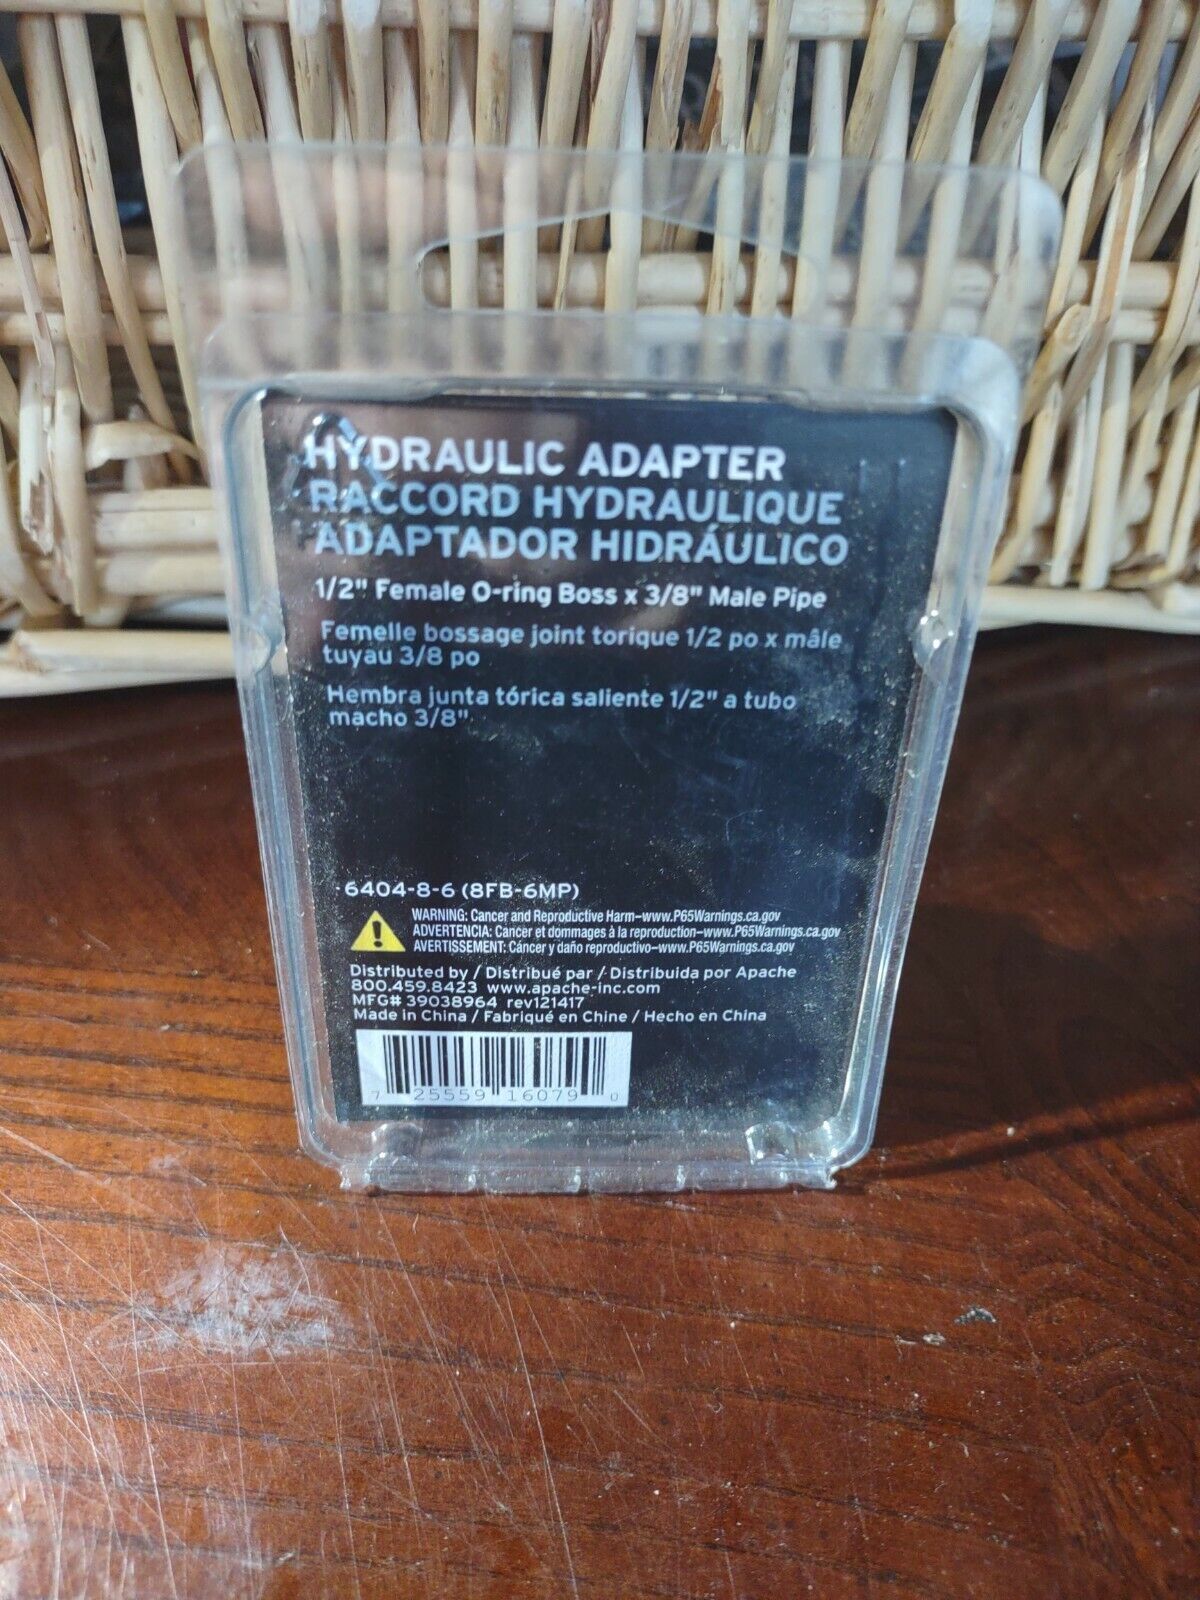 HYDRAULIC ADAPTER
RACCORD HYDRAULIQUE
ADAPTADOR HIDRÁULICO
1/2" Female O-ring Boss x 3/8" Male Pipe
Femelle bossage joint torique 1/2 po x mâle
tuyau 3/8 po
Hembra junta tórica saliente 1/2" a tubo
macho 3/8"
6404-8-6 (8FB-6MP)
WARNING: Cancer and Reproductive Harm–www.P65Warnings.ca.gov
ADVERTENCIA: Cancer et dommages à la reproduction–www.P65Warnings.ca.gov
AVERTISSEMENT: Cáncer y daño reproductivo–www.P65Warnings.ca.gov
Distributed by / Distribué par / Distribuida por Apache
800.459.8423 www.apache-inc.com
MFG# 39038964 rev121417
Made in China / Fabriqué en Chine / Hecho en China
7 25559 16079 0